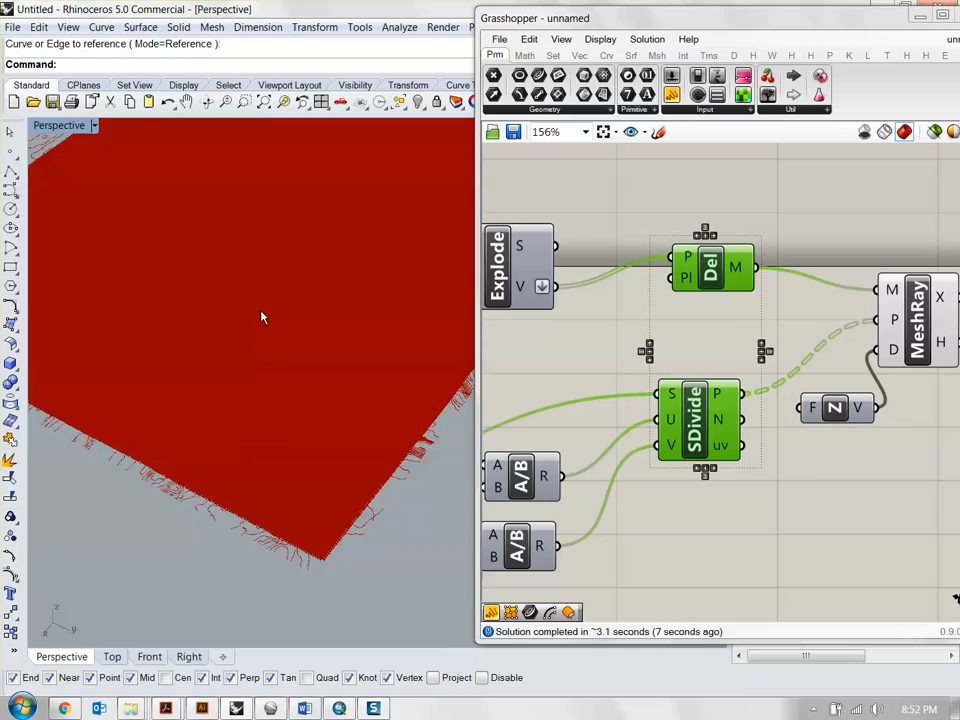 Untitled - Rhinoceros 5.0 Commercial - [Perspective]
File Edit View Curve Surface Solid Mesh Dimension Transform Tools Analyze Render
Curve or Edge to reference ( Mode=Reference ):
Command:
Standard CPlanes Set View Display Select Viewport Layout Visibility Transform Curve
Perspective
z
x y
Perspective Top Front Right
End Near Point Mid Cen Int Perp Tan Quad Knot Vertex Project Disable
Grasshopper - unnamed
File Edit View Display Solution Help
Prm Math Sets Vec Crv Srf Msh Int Trns D H H H H P H
Geometry Primitive Input Util
156%
Explode S V
P Pl Del M
M P D MeshRay X H
F Z V
S U V SDivide P N uv
A B A/B R
A B A/B R
Solution completed in ~3.1 seconds (7 seconds ago)
0.9.0
8:52 PM